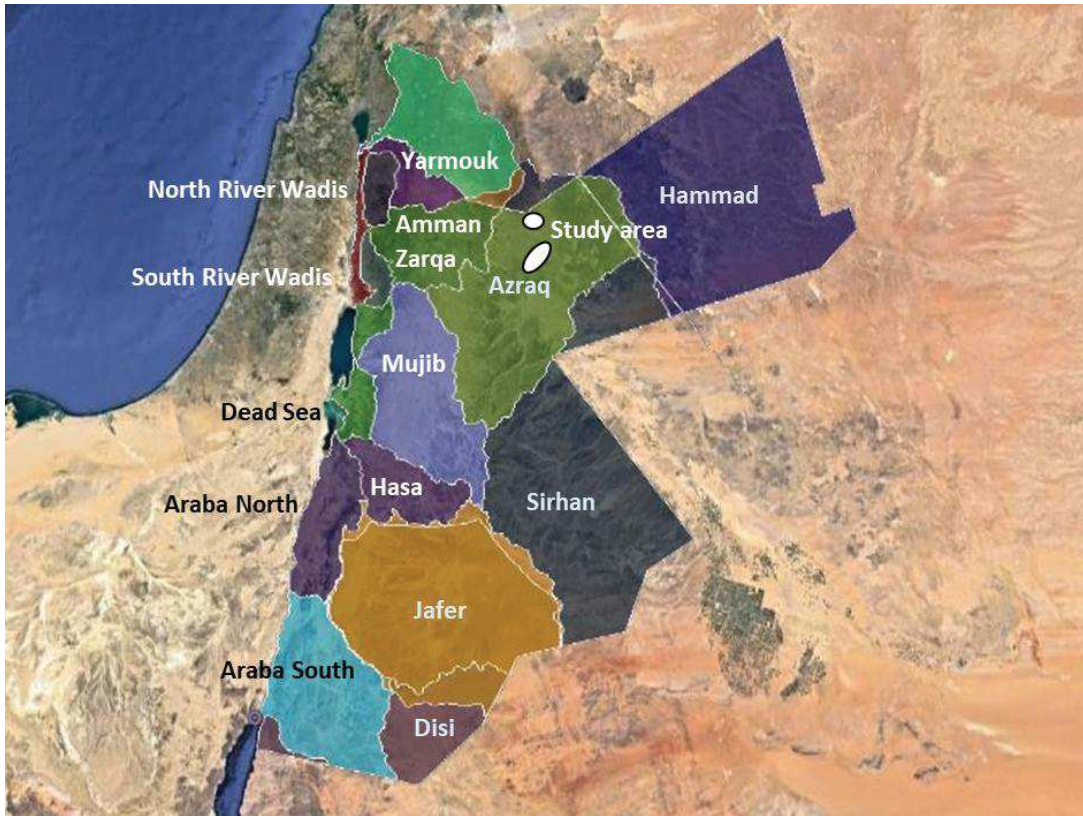 Yarmouk
North River Wadis
Hammad
Amman
Zarqa
Study area
South River Wadis
Azraq
Mujib
Dead Sea
Hasa
Araba North
Sirhan
Jafer
Araba South
Disi